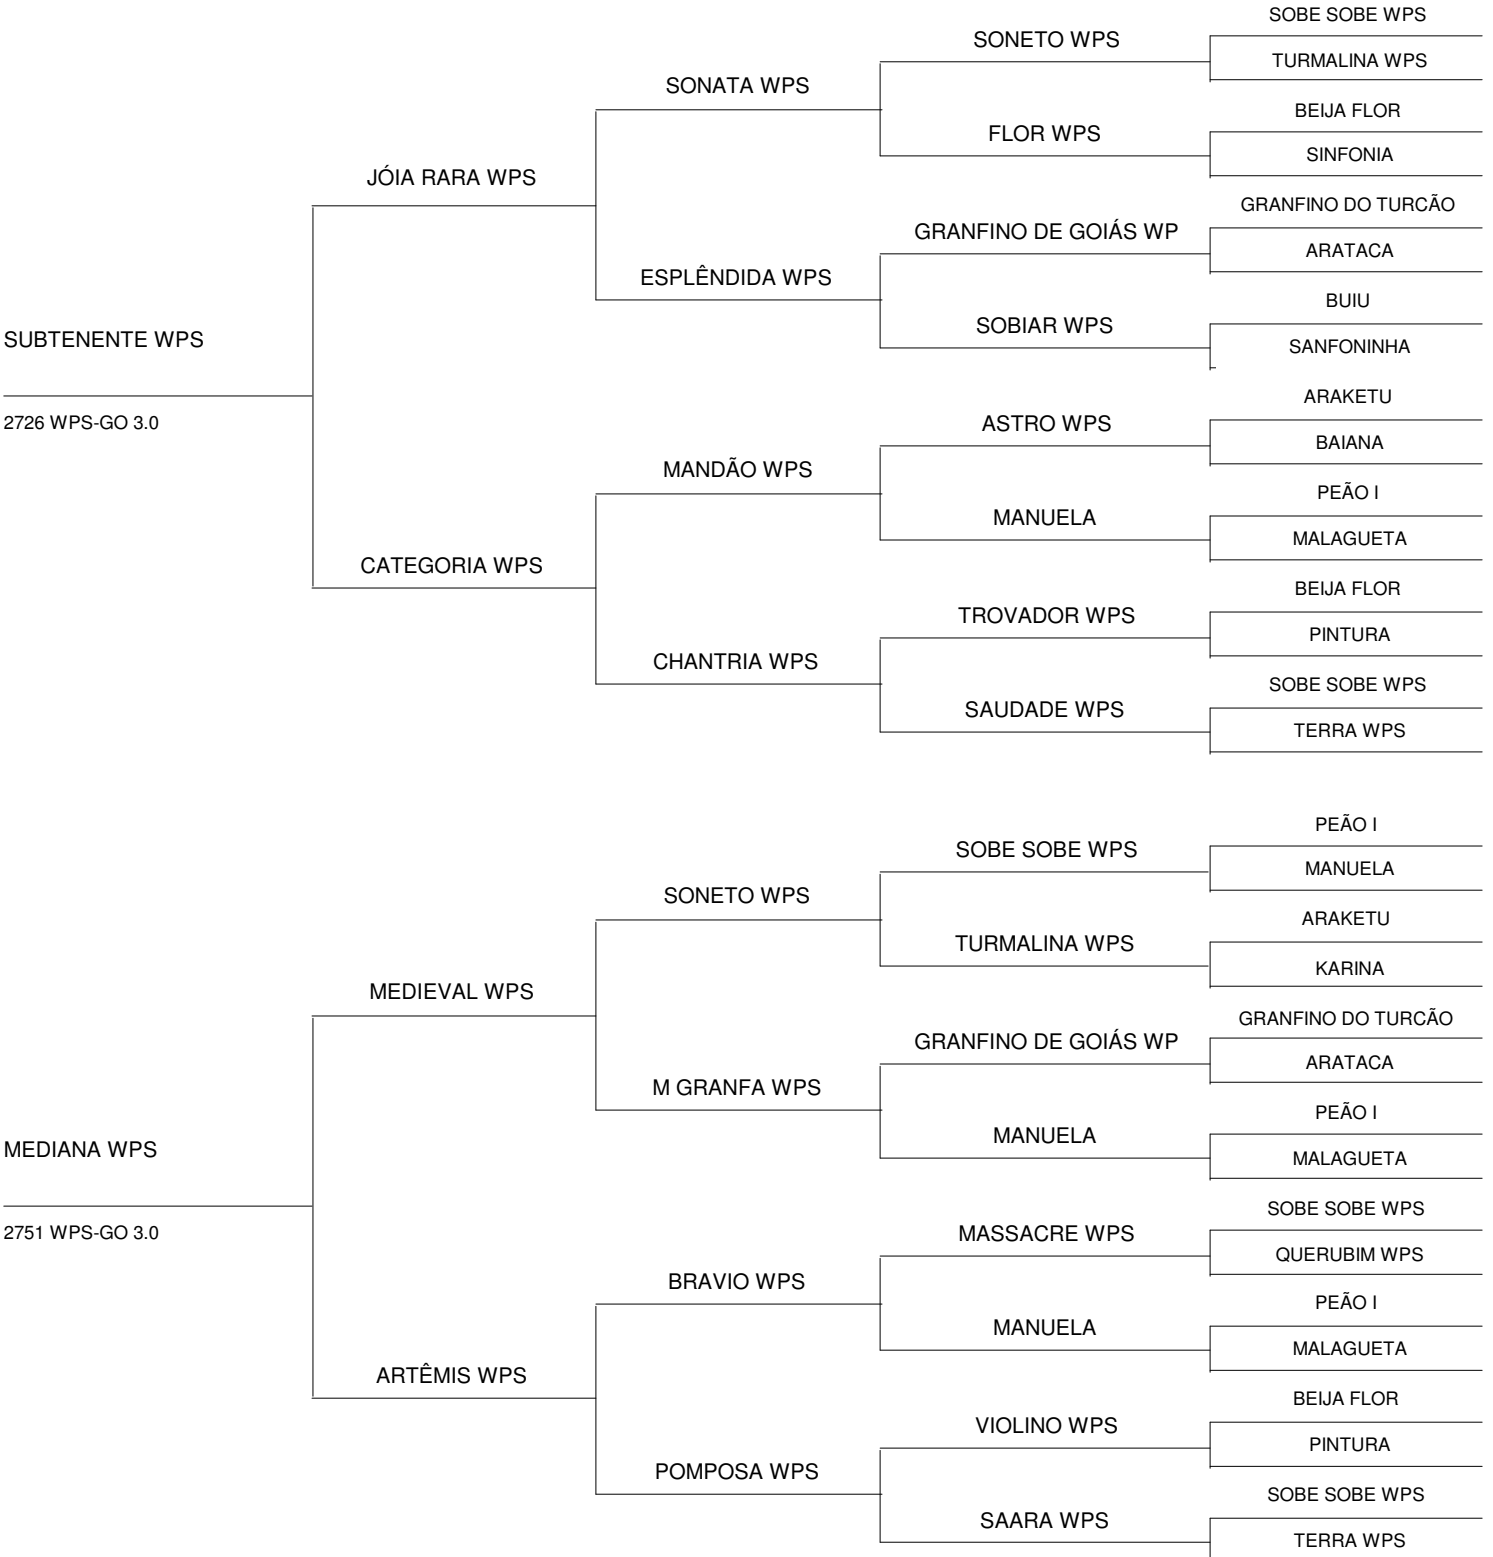 SOBE SOBE WPS
SONETO WPS
TURMALINA WPS
SONATA WPS
BEIJA FLOR
FLOR WPS
SINFONIA
JÓIA RARA WPS
GRANFINO DO TURCÃO
GRANFINO DE GOIÁS WP
ARATACA
ESPLÊNDIDA WPS
BUIU
SOBIAR WPS
SANFONINHA
SUBTENENTE WPS
2726 WPS-GO 3.0
ARAKETU
ASTRO WPS
BAIANA
MANDÃO WPS
PEÃO I
MANUELA
MALAGUETA
CATEGORIA WPS
BEIJA FLOR
TROVADOR WPS
PINTURA
CHANTRIA WPS
SOBE SOBE WPS
SAUDADE WPS
TERRA WPS
PEÃO I
SOBE SOBE WPS
MANUELA
SONETO WPS
ARAKETU
TURMALINA WPS
KARINA
MEDIEVAL WPS
GRANFINO DO TURCÃO
GRANFINO DE GOIÁS WP
ARATACA
M GRANFA WPS
PEÃO I
MANUELA
MALAGUETA
MEDIANA WPS
2751 WPS-GO 3.0
SOBE SOBE WPS
MASSACRE WPS
QUERUBIM WPS
BRAVIO WPS
PEÃO I
MANUELA
MALAGUETA
ARTÊMIS WPS
BEIJA FLOR
VIOLINO WPS
PINTURA
POMPOSA WPS
SOBE SOBE WPS
SAARA WPS
TERRA WPS